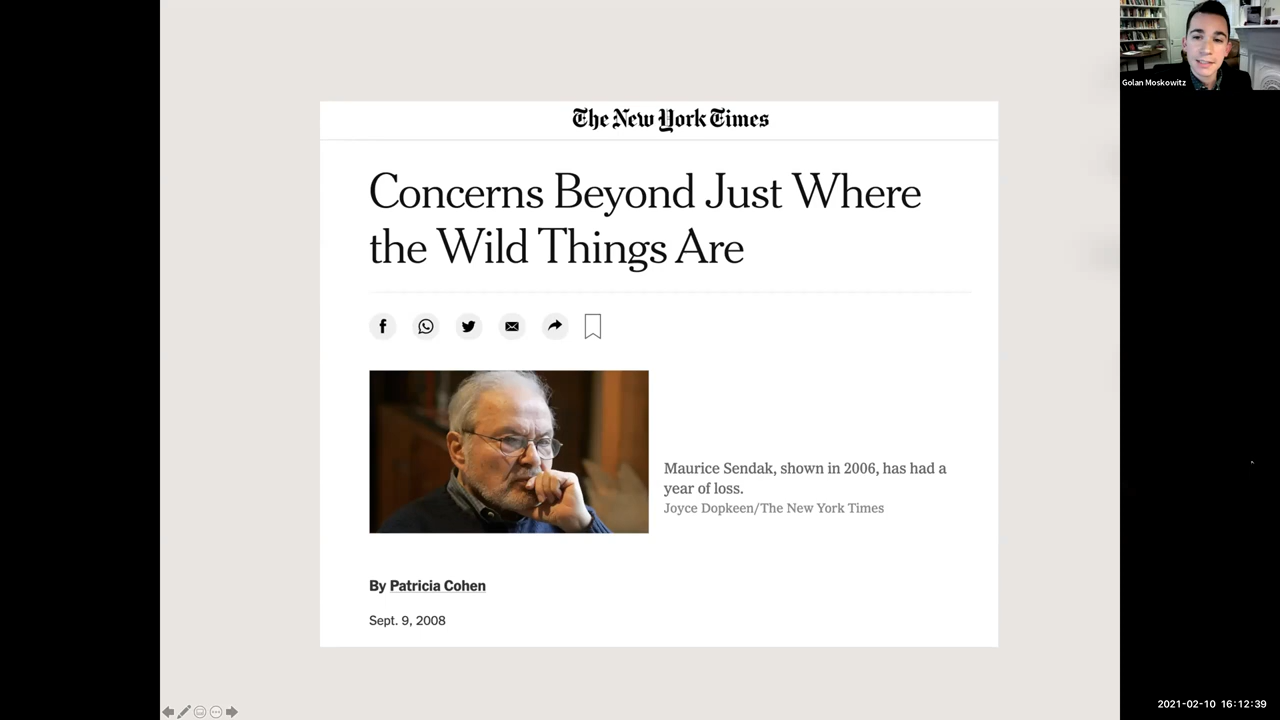 The New York Times
Concerns Beyond Just Where
the Wild Things Are
Maurice Sendak, shown in 2006, has had a
year of loss.
Joyce Dopkeen/The New York Times
By Patricia Cohen
Sept. 9, 2008
Golan Moskowitz
2021-02-10 16:12:39